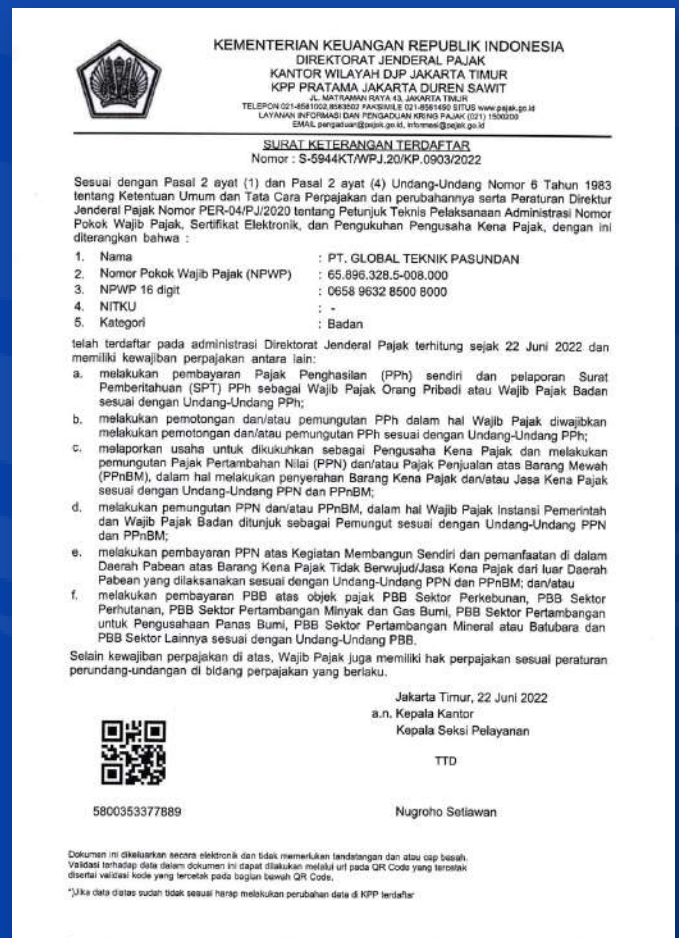 KEMENTERIAN KEUANGAN REPUBLIK INDONESIA
DIREKTORAT JENDERAL PAJAK
KANTOR WILAYAH DJP JAKARTA TIMUR
KPP PRATAMA JAKARTA DUREN SAWIT
JL. MATRAMAN RAYA 43, JAKARTA TIMUR
TELEPON 021-8581002,8583502 FAKSIMILE 021-8581490 SITUS www.pajak.go.id
LAYANAN INFORMASI DAN PENGADUAN KRING PAJAK (021) 1500200
EMAIL pengaduan@pajak.go.id, informasi@pajak.go.id
SURAT KETERANGAN TERDAFTAR
Nomor : S-5944KT/WPJ.20/KP.0903/2022
Sesuai dengan Pasal 2 ayat (1) dan Pasal 2 ayat (4) Undang-Undang Nomor 6 Tahun 1983
tentang Ketentuan Umum dan Tata Cara Perpajakan dan perubahannya serta Peraturan Direktur
Jenderal Pajak Nomor PER-04/PJ/2020 tentang Petunjuk Teknis Pelaksanaan Administrasi Nomor
Pokok Wajib Pajak, Sertifikat Elektronik, dan Pengukuhan Pengusaha Kena Pajak, dengan ini
diterangkan bahwa :
1. Nama : PT. GLOBAL TEKNIK PASUNDAN
2. Nomor Pokok Wajib Pajak (NPWP) : 65.896.328.5-008.000
3. NPWP 16 digit : 0658 9632 8500 8000
4. NITKU : -
5. Kategori : Badan
telah terdaftar pada administrasi Direktorat Jenderal Pajak terhitung sejak 22 Juni 2022 dan
memiliki kewajiban perpajakan antara lain:
a. melakukan pembayaran Pajak Penghasilan (PPh) sendiri dan pelaporan Surat
Pemberitahuan (SPT) PPh sebagai Wajib Pajak Orang Pribadi atau Wajib Pajak Badan
sesuai dengan Undang-Undang PPh;
b. melakukan pemotongan dan/atau pemungutan PPh dalam hal Wajib Pajak diwajibkan
melakukan pemotongan dan/atau pemungutan PPh sesuai dengan Undang-Undang PPh;
c. melaporkan usaha untuk dikukuhkan sebagai Pengusaha Kena Pajak dan melakukan
pemungutan Pajak Pertambahan Nilai (PPN) dan/atau Pajak Penjualan atas Barang Mewah
(PPnBM), dalam hal melakukan penyerahan Barang Kena Pajak dan/atau Jasa Kena Pajak
sesuai dengan Undang-Undang PPN dan PPnBM;
d. melakukan pemungutan PPN dan/atau PPnBM, dalam hal Wajib Pajak Instansi Pemerintah
dan Wajib Pajak Badan ditunjuk sebagai Pemungut sesuai dengan Undang-Undang PPN
dan PPnBM;
e. melakukan pembayaran PPN atas Kegiatan Membangun Sendiri dan pemanfaatan di dalam
Daerah Pabean atas Barang Kena Pajak Tidak Berwujud/Jasa Kena Pajak dari luar Daerah
Pabean yang dilaksanakan sesuai dengan Undang-Undang PPN dan PPnBM; dan/atau
f. melakukan pembayaran PBB atas objek pajak PBB Sektor Perkebunan, PBB Sektor
Perhutanan, PBB Sektor Pertambangan Minyak dan Gas Bumi, PBB Sektor Pertambangan
untuk Pengusahaan Panas Bumi, PBB Sektor Pertambangan Mineral atau Batubara dan
PBB Sektor Lainnya sesuai dengan Undang-Undang PBB.
Selain kewajiban perpajakan di atas, Wajib Pajak juga memiliki hak perpajakan sesuai peraturan
perundang-undangan di bidang perpajakan yang berlaku.
Jakarta Timur, 22 Juni 2022
a.n. Kepala Kantor
Kepala Seksi Pelayanan
TTD
5800353377889
Nugroho Setiawan
Dokumen ini dikeluarkan secara elektronik dan tidak memerlukan tandatangan dan atau cap basah.
Validasi terhadap data dalam dokumen ini dapat dilakukan melalui url pada QR Code yang tercetak
disertai validasi kode yang tercetak pada bagian bawah QR Code.
*)Jika data diatas sudah tidak sesuai harap melakukan perubahan data di KPP terdaftar